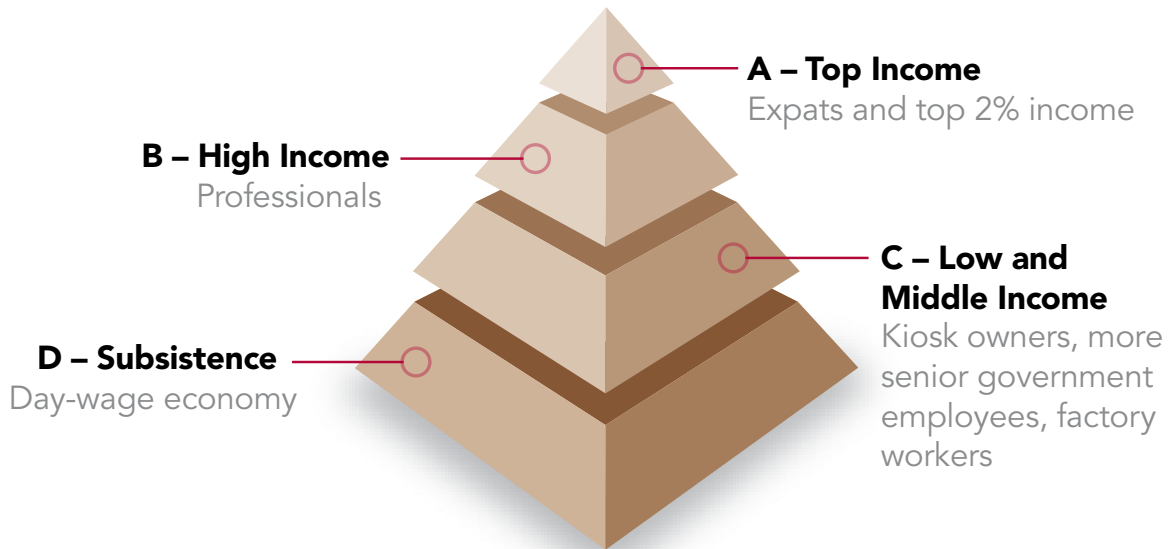 A – Top Income
Expats and top 2% income
B – High Income
Professionals
C – Low and
Middle Income
Kiosk owners, more
senior government
employees, factory
workers
D – Subsistence
Day-wage economy